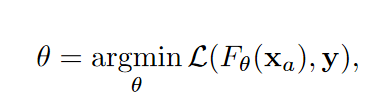 θ = argmin_θ ℒ(F_θ(𝐱_a), 𝐲),